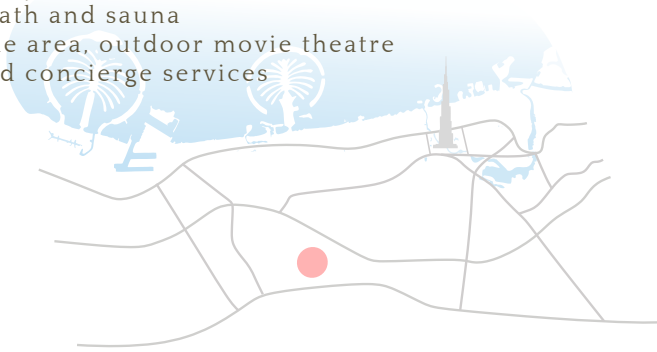 ath and sauna
e area, outdoor movie theatre
d concierge services